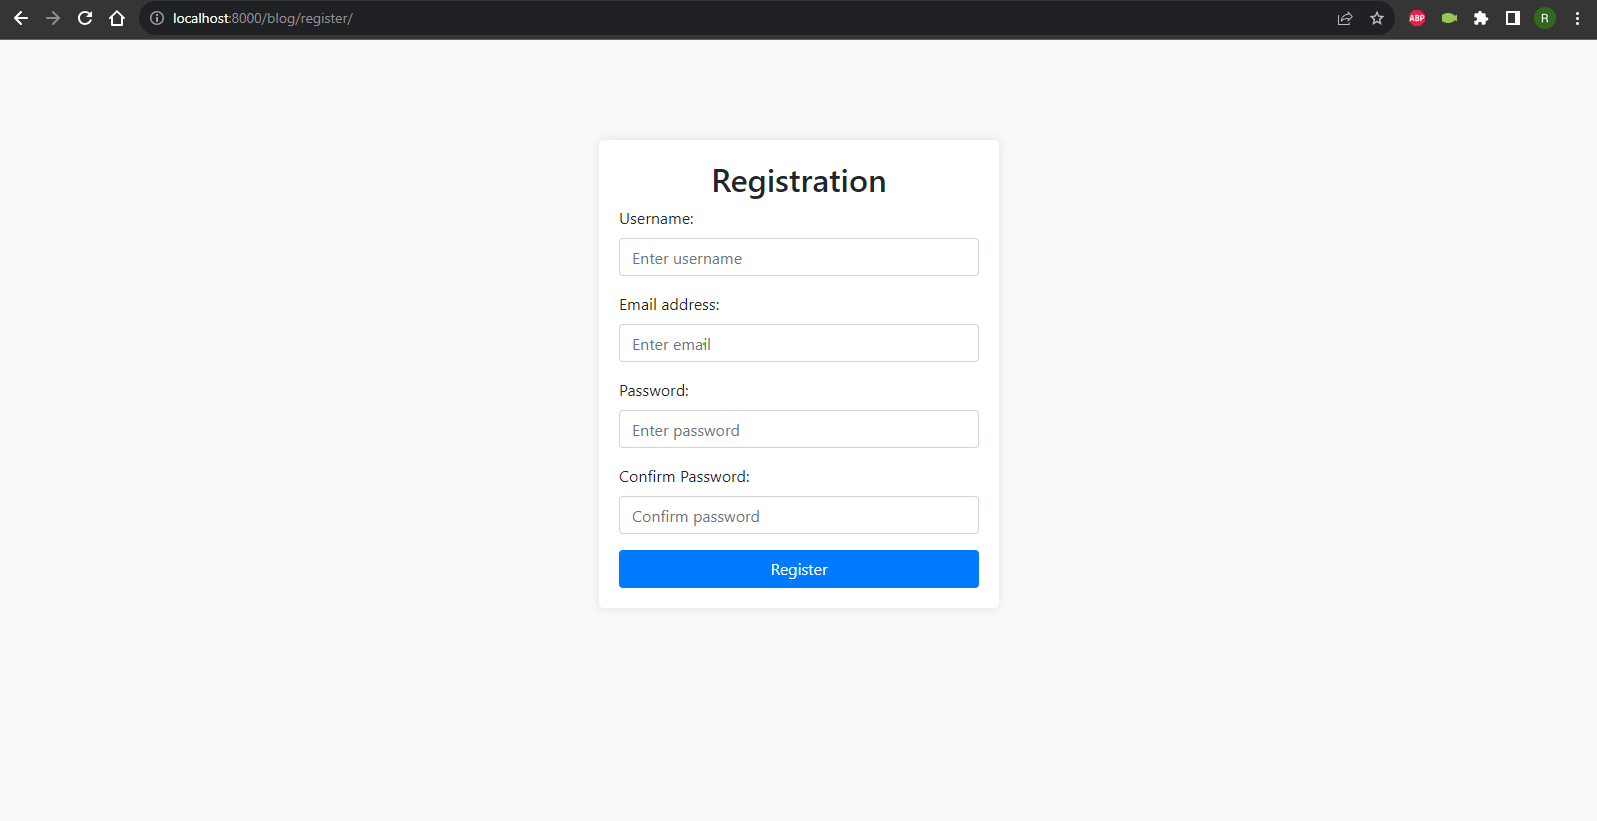 localhost:8000/blog/register/
ABP
R
Registration
Username:
Enter username
Email address:
Enter email
Password:
Enter password
Confirm Password:
Confirm password
Register